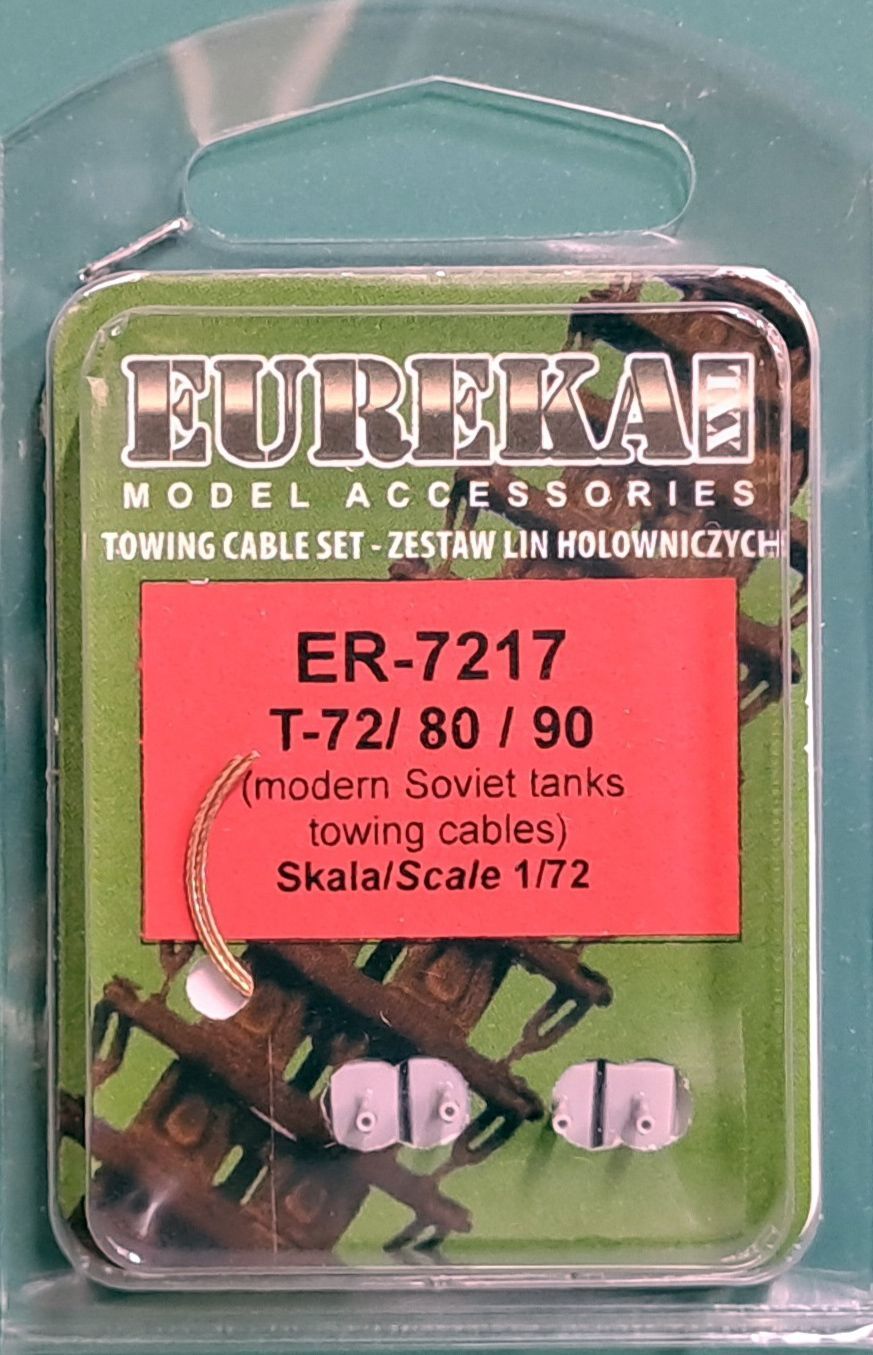 EUREKA XXL
MODEL ACCESSORIES
TOWING CABLE SET - ZESTAW LIN HOLOWNICZYCH
ER-7217
T-72/ 80 / 90
(modern Soviet tanks
towing cables)
Skala/Scale 1/72